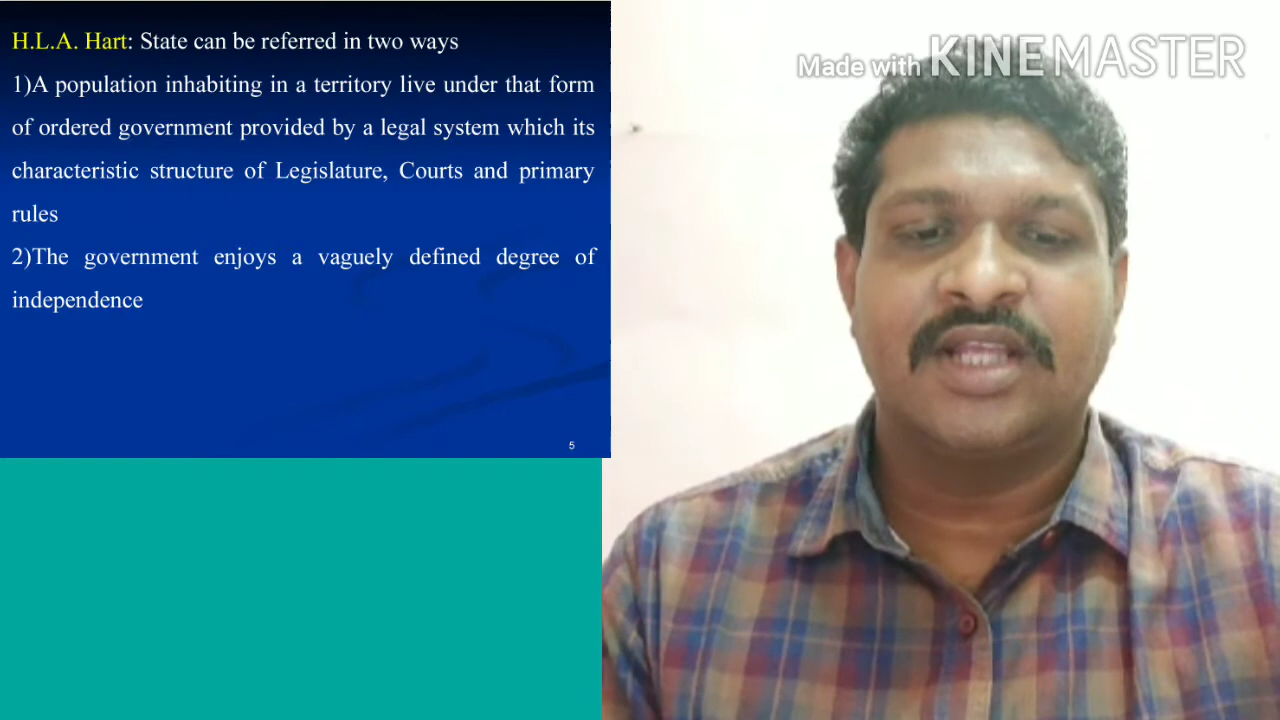 H.L.A. Hart: State can be referred in two ways
1)A population inhabiting in a territory live under that form
of ordered government provided by a legal system which its
characteristic structure of Legislature, Courts and primary
rules
2)The government enjoys a vaguely defined degree of
independence
5
Made with KINEMASTER